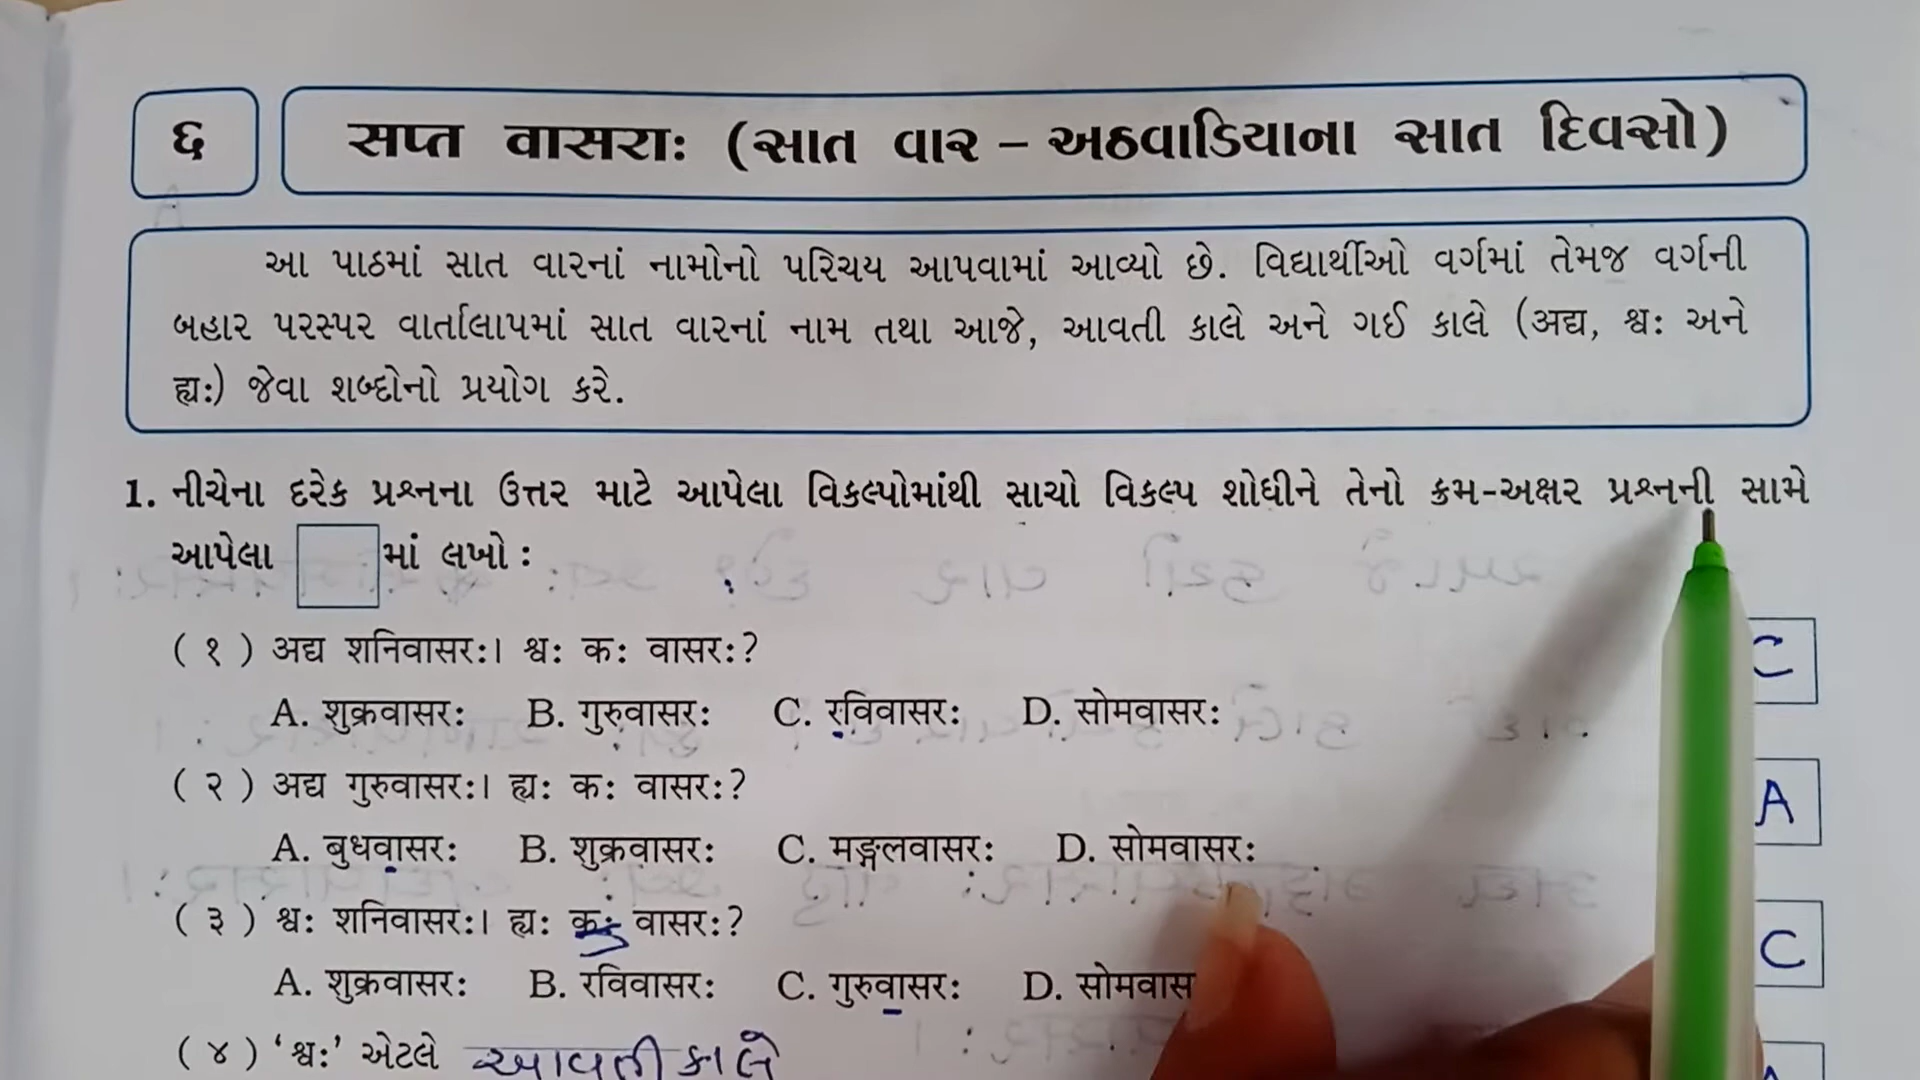 ૬
સપ્ત વાસરાઃ (સાત વાર – અઠવાડિયાના સાત દિવસો)
આ પાઠમાં સાત વારનાં નામોનો પરિચય આપવામાં આવ્યો છે. વિદ્યાર્થીઓ વર્ગમાં તેમજ વર્ગની
બહાર પરસ્પર વાર્તાલાપમાં સાત વારનાં નામ તથા આજે, આવતી કાલે અને ગઈ કાલે (अद्य, श्वः અને
ह्यः) જેવા શબ્દોનો પ્રયોગ કરે.
1. નીચેના દરેક પ્રશ્નના ઉત્તર માટે આપેલા વિકલ્પોમાંથી સાચો વિકલ્પ શોધીને તેનો ક્રમ-અક્ષર પ્રશ્નની સામે
આપેલા માં લખો :
( १ ) अद्य शनिवासरः। श्वः कः वासरः? C
A. शुक्रवासरः B. गुरुवासरः C. रविवासरः D. सोमवासरः
( २ ) अद्य गुरुवासरः। ह्यः कः वासरः? A
A. बुधवासरः B. शुक्रवासरः C. मङ्गलवासरः D. सोमवासरः
( ३ ) श्वः शनिवासरः। ह्यः कः वासरः? C
A. शुक्रवासरः B. रविवासरः C. गुरुवासरः D. सोमवास
( ४ ) ‘श्वः’ એટલે આવતી કાલે